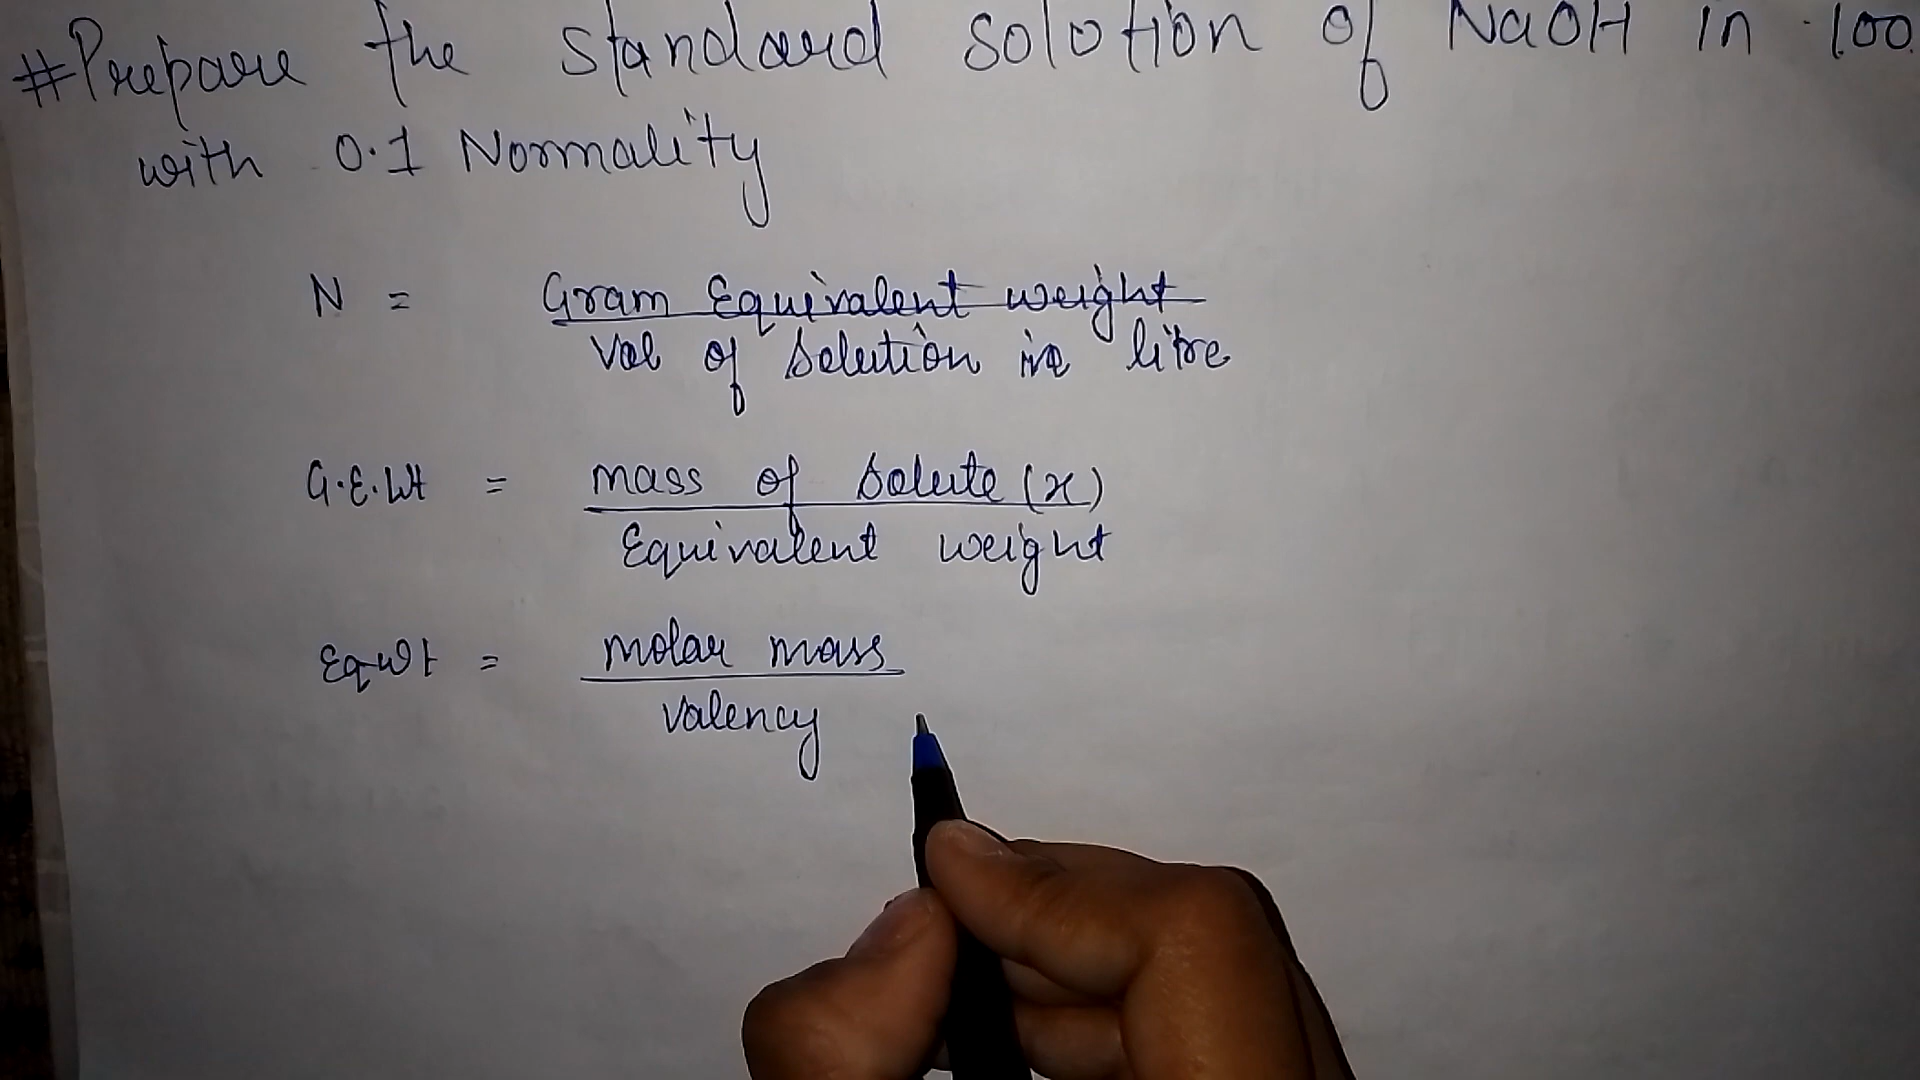 #Prepare the standard solution of NaOH in 100
with 0.1 Normality
N = Gram Equivalent weight
Vol of solution in litre
G.E.Wt = mass of solute (x)
Equivalent weight
Eq wt = molar mass
valency